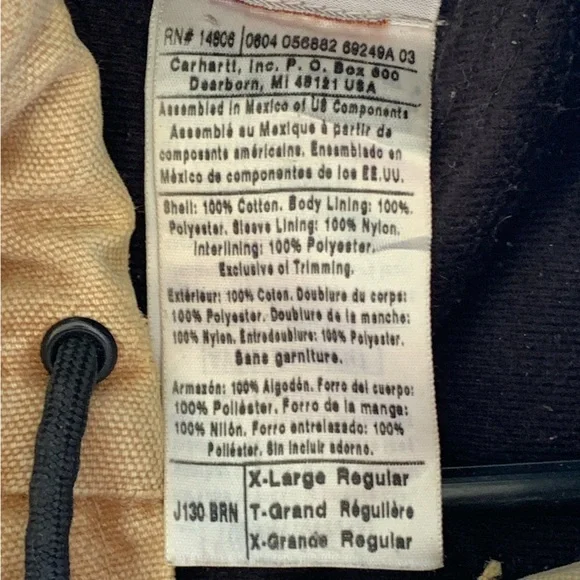 RN# 14806 0604 056882 69249A 03
Carhartt, Inc. P. O. Box 600
Dearborn, MI 48121 USA
Assembled in Mexico of US Components
Assemblé au Mexique à partir de
composants américains. Ensamblado en
México de componentes de los EE.UU.
Shell: 100% Cotton. Body Lining: 100%
Polyester. Sleeve Lining: 100% Nylon.
Interlining: 100% Polyester.
Exclusive of Trimming.
Extérieur: 100% Coton. Doublure du corps:
100% Polyester. Doublure de la manche:
100% Nylon. Entredoublure: 100% Polyester.
Sans garniture.
Armazón: 100% Algodón. Forro del cuerpo:
100% Poliéster. Forro de la manga:
100% Nilón. Forro entrelazado: 100%
Poliéster. Sin incluir adorno.
J130 BRN
X-Large Regular
T-Grand Régulière
X-Grande Regular